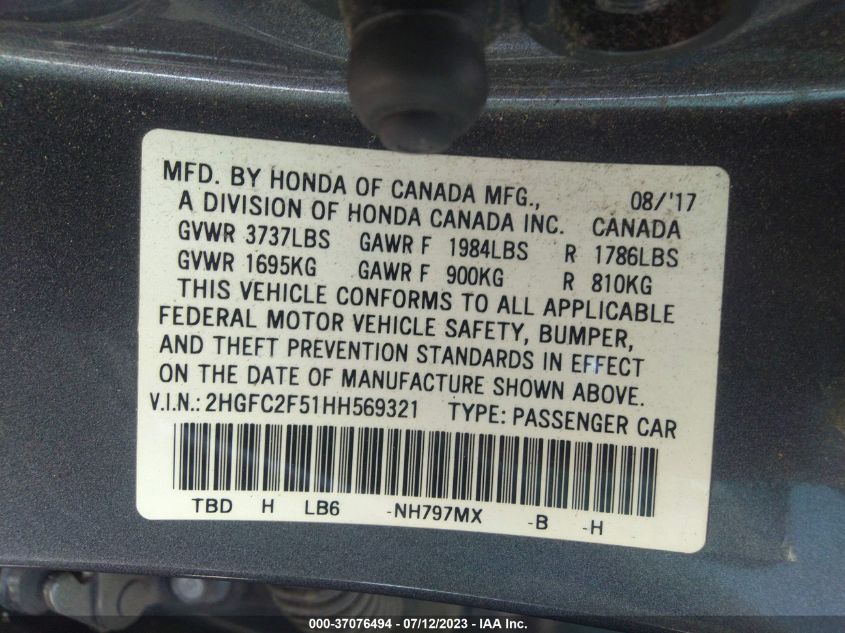 MFD. BY HONDA OF CANADA MFG., 08/'17
A DIVISION OF HONDA CANADA INC. CANADA
GVWR 3737LBS GAWR F 1984LBS R 1786LBS
GVWR 1695KG GAWR F 900KG R 810KG
THIS VEHICLE CONFORMS TO ALL APPLICABLE
FEDERAL MOTOR VEHICLE SAFETY, BUMPER,
AND THEFT PREVENTION STANDARDS IN EFFECT
ON THE DATE OF MANUFACTURE SHOWN ABOVE.
V.I.N.: 2HGFC2F51HH569321 TYPE: PASSENGER CAR
TBD H LB6 -NH797MX -B -H
000-37076494 - 07/12/2023 - IAA Inc.